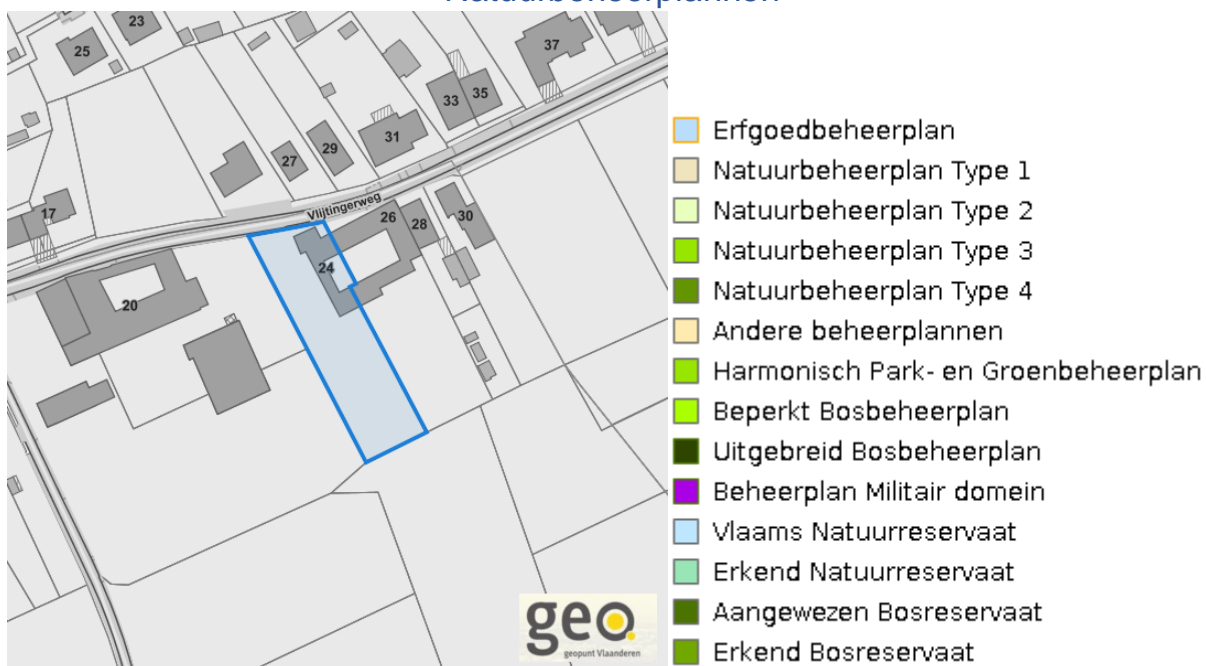 Natuurbeheerplannen
23
25
37
33
35
31
29
27
17
Vlijtingerweg
26
28
30
24
20
geo
geopunt Vlaanderen
Erfgoedbeheerplan
Natuurbeheerplan Type 1
Natuurbeheerplan Type 2
Natuurbeheerplan Type 3
Natuurbeheerplan Type 4
Andere beheerplannen
Harmonisch Park- en Groenbeheerplan
Beperkt Bosbeheerplan
Uitgebreid Bosbeheerplan
Beheerplan Militair domein
Vlaams Natuurreservaat
Erkend Natuurreservaat
Aangewezen Bosreservaat
Erkend Bosreservaat